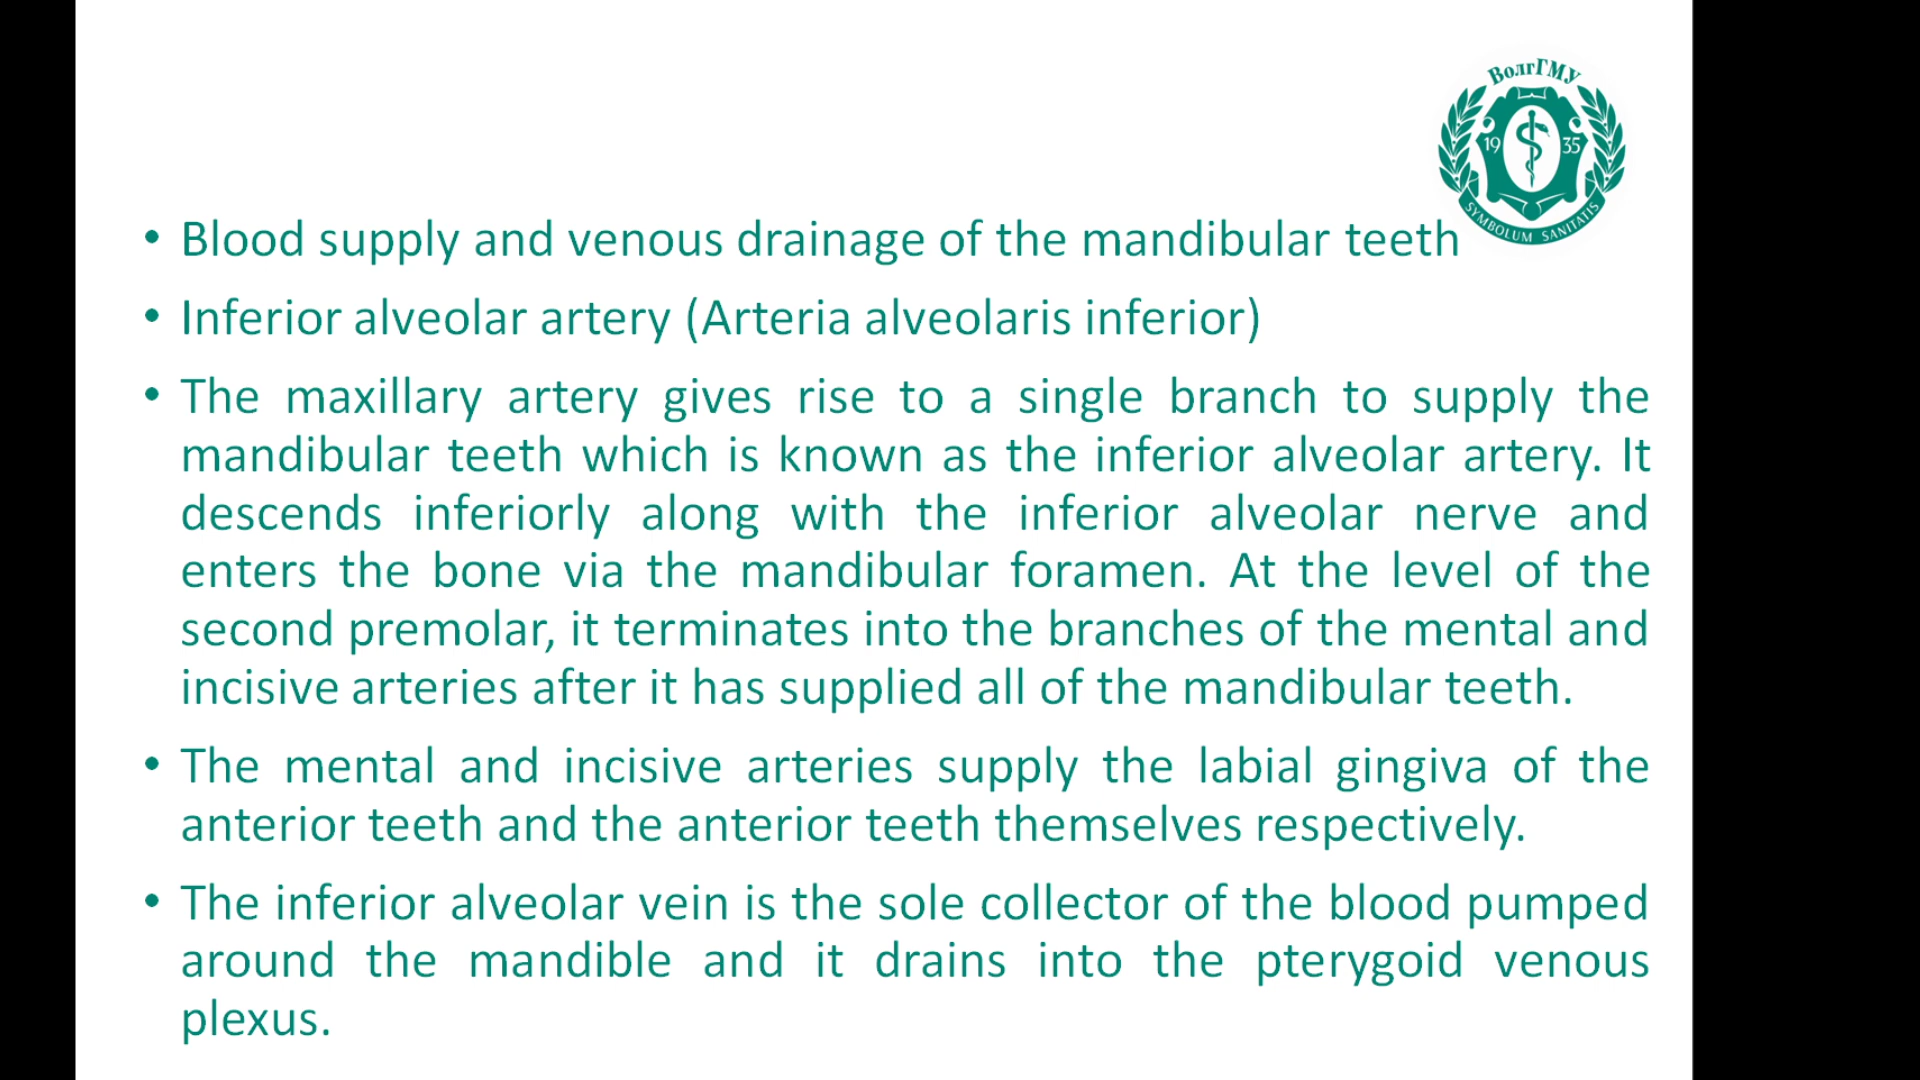 ВолгГМУ
19 35
SYMBOLUM SANITATIS
• Blood supply and venous drainage of the mandibular teeth
• Inferior alveolar artery (Arteria alveolaris inferior)
• The maxillary artery gives rise to a single branch to supply the
mandibular teeth which is known as the inferior alveolar artery. It
descends inferiorly along with the inferior alveolar nerve and
enters the bone via the mandibular foramen. At the level of the
second premolar, it terminates into the branches of the mental and
incisive arteries after it has supplied all of the mandibular teeth.
• The mental and incisive arteries supply the labial gingiva of the
anterior teeth and the anterior teeth themselves respectively.
• The inferior alveolar vein is the sole collector of the blood pumped
around the mandible and it drains into the pterygoid venous
plexus.